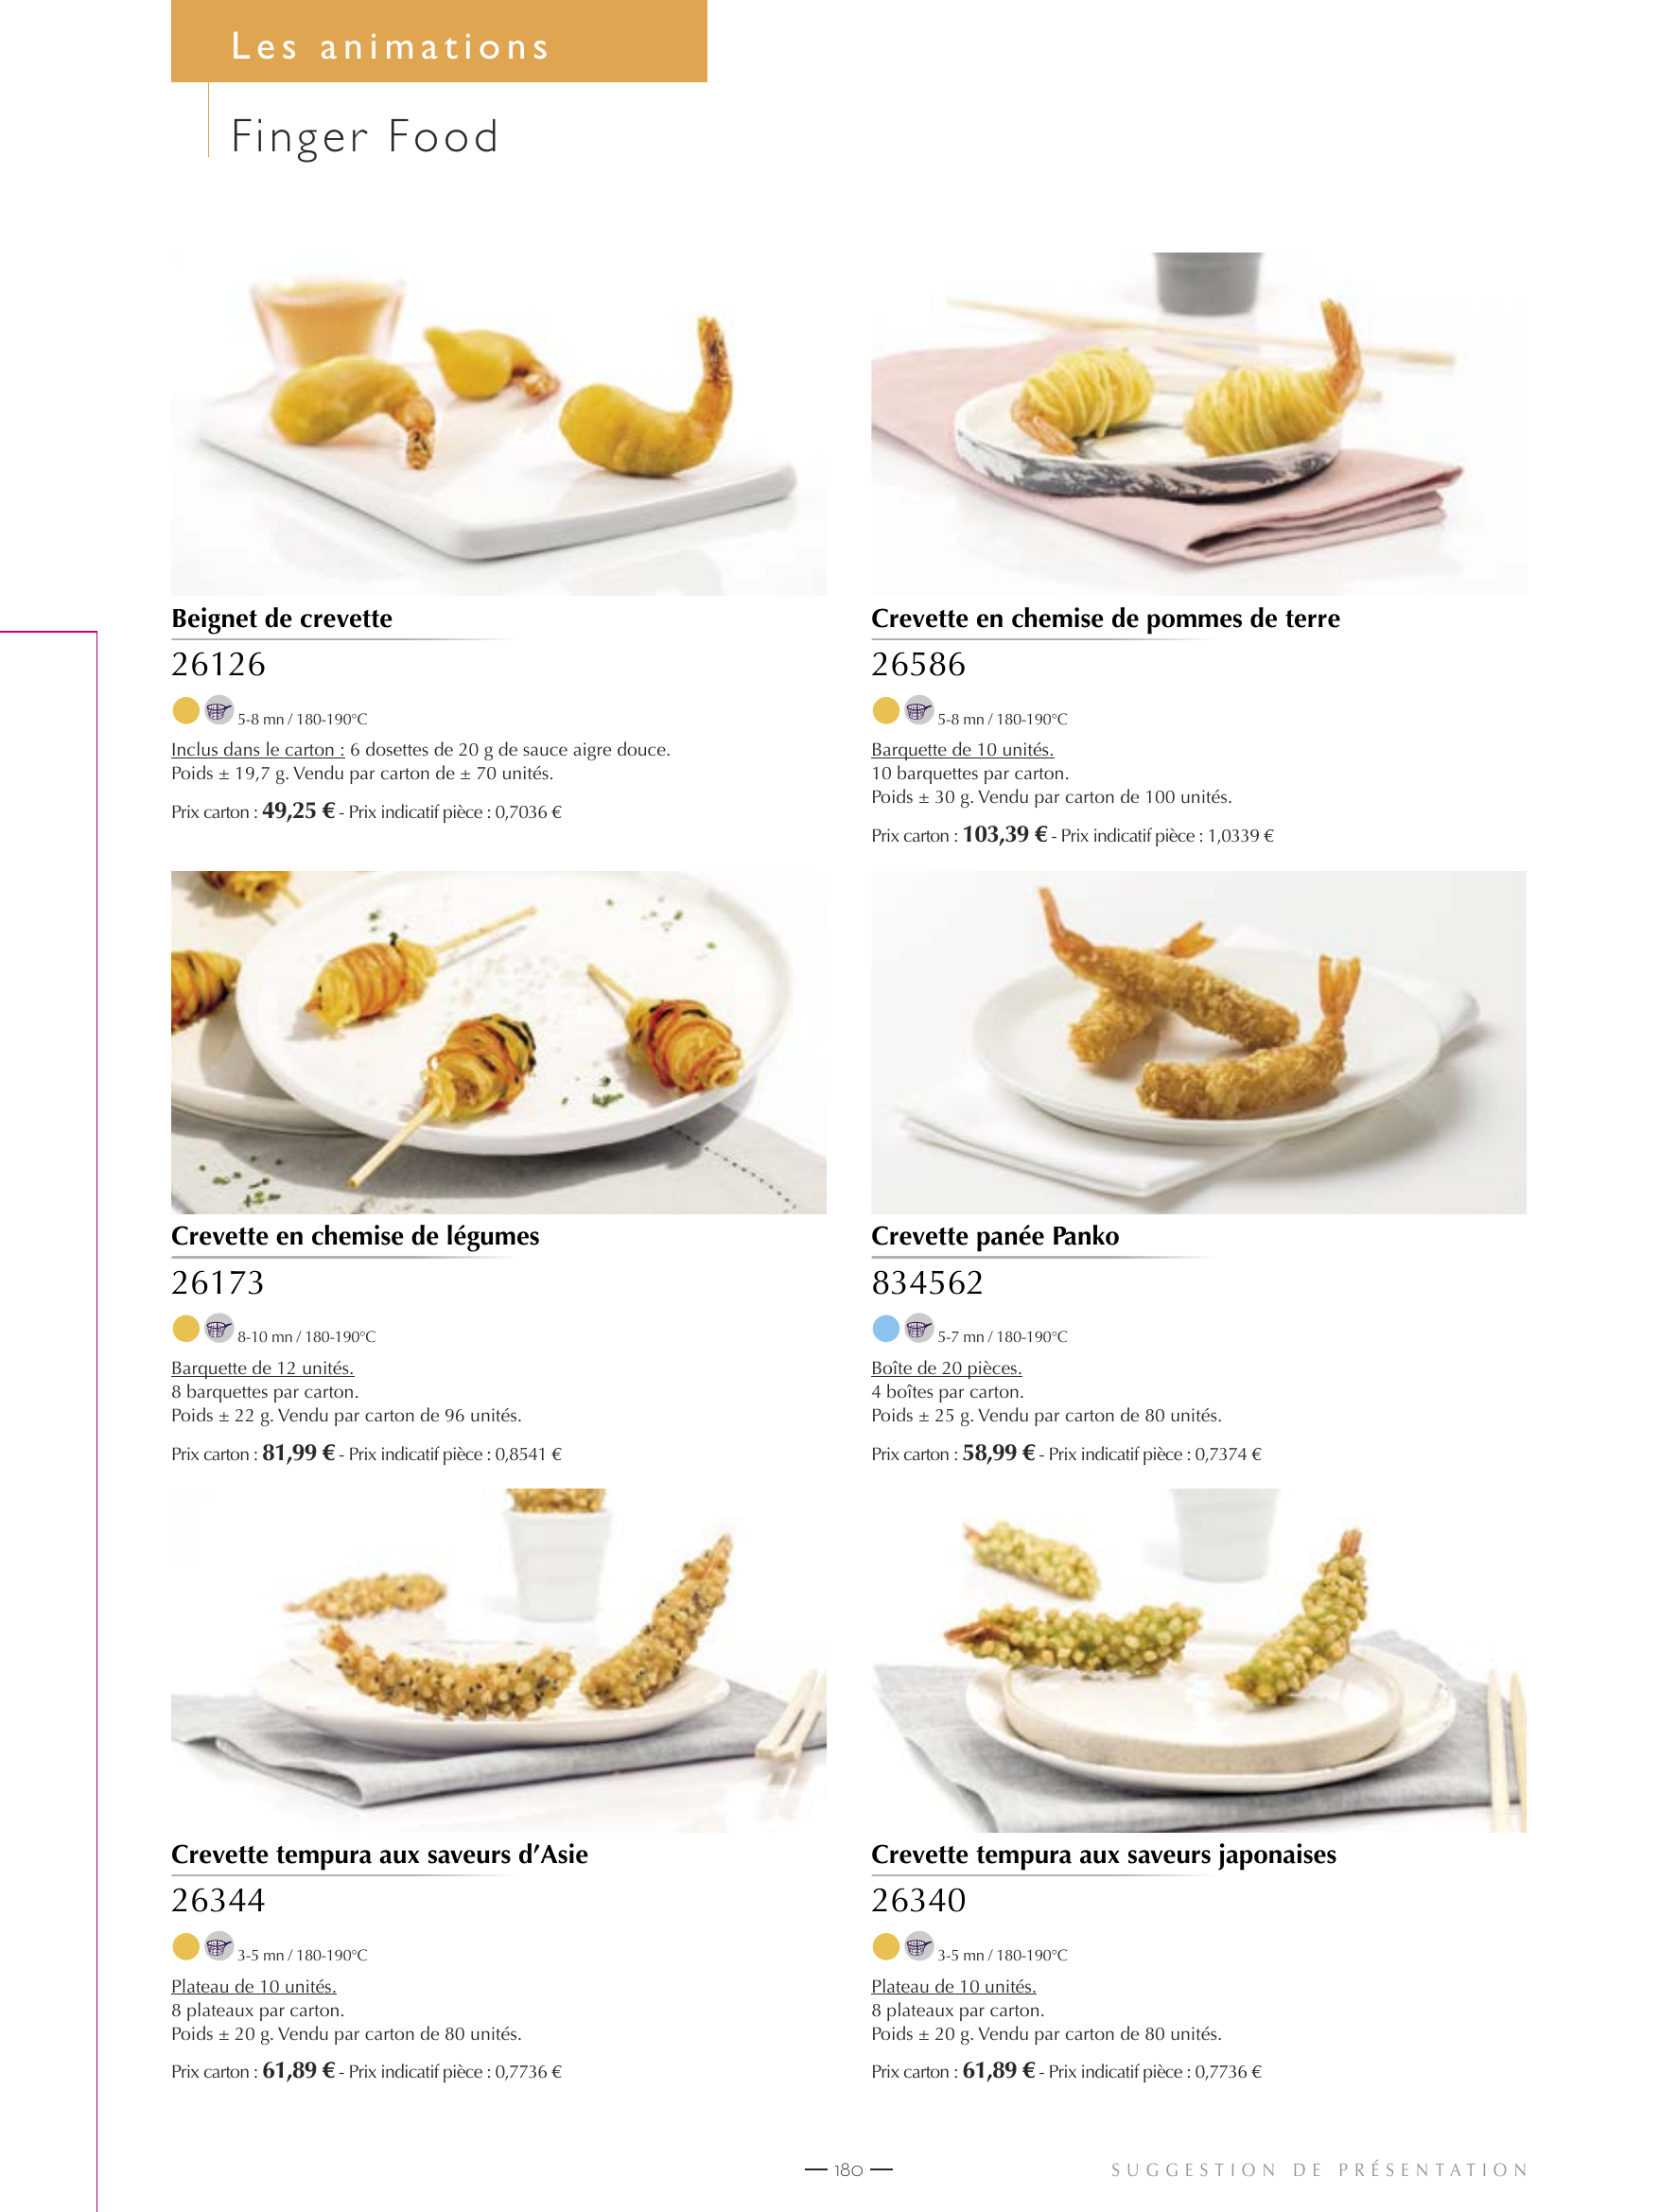 Les animations
Finger Food
Beignet de crevette
26126
5-8 mn / 180-190°C
Inclus dans le carton : 6 dosettes de 20 g de sauce aigre douce.
Poids ± 19,7 g. Vendu par carton de ± 70 unités.
Prix carton : 49,25 € - Prix indicatif pièce : 0,7036 €
Crevette en chemise de pommes de terre
26586
5-8 mn / 180-190°C
Barquette de 10 unités.
10 barquettes par carton.
Poids ± 30 g. Vendu par carton de 100 unités.
Prix carton : 103,39 € - Prix indicatif pièce : 1,0339 €
Crevette en chemise de légumes
26173
8-10 mn / 180-190°C
Barquette de 12 unités.
8 barquettes par carton.
Poids ± 22 g. Vendu par carton de 96 unités.
Prix carton : 81,99 € - Prix indicatif pièce : 0,8541 €
Crevette panée Panko
834562
5-7 mn / 180-190°C
Boîte de 20 pièces.
4 boîtes par carton.
Poids ± 25 g. Vendu par carton de 80 unités.
Prix carton : 58,99 € - Prix indicatif pièce : 0,7374 €
Crevette tempura aux saveurs d’Asie
26344
3-5 mn / 180-190°C
Plateau de 10 unités.
8 plateaux par carton.
Poids ± 20 g. Vendu par carton de 80 unités.
Prix carton : 61,89 € - Prix indicatif pièce : 0,7736 €
Crevette tempura aux saveurs japonaises
26340
3-5 mn / 180-190°C
Plateau de 10 unités.
8 plateaux par carton.
Poids ± 20 g. Vendu par carton de 80 unités.
Prix carton : 61,89 € - Prix indicatif pièce : 0,7736 €
180
SUGGESTION DE PRÉSENTATION